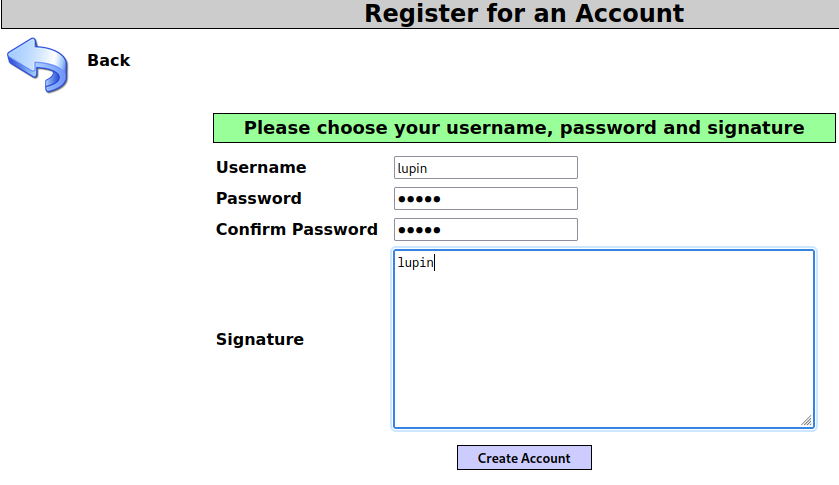 Register for an Account
Back
Please choose your username, password and signature
Username lupin
Password •••••
Confirm Password •••••
lupin
Signature
Create Account